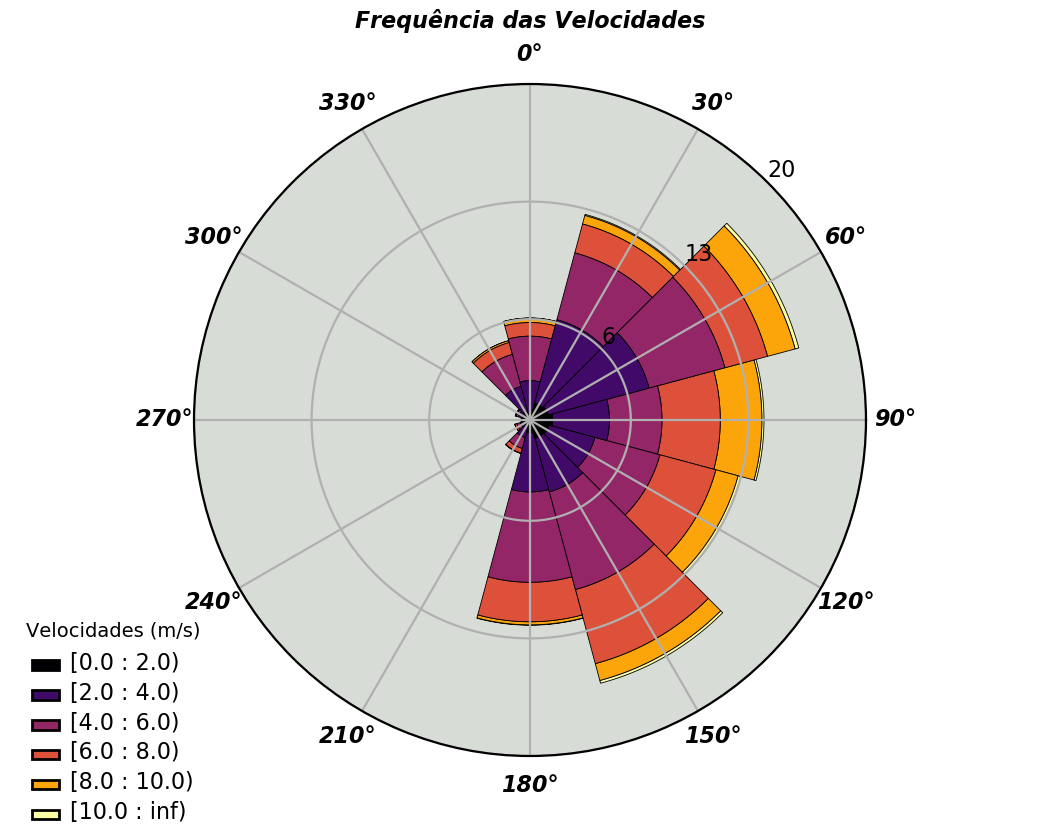 Frequência das Velocidades
0°
330°
30°
20
300°
60°
13
6
270°
90°
240°
120°
210°
150°
180°
Velocidades (m/s)
[0.0 : 2.0)
[2.0 : 4.0)
[4.0 : 6.0)
[6.0 : 8.0)
[8.0 : 10.0)
[10.0 : inf)